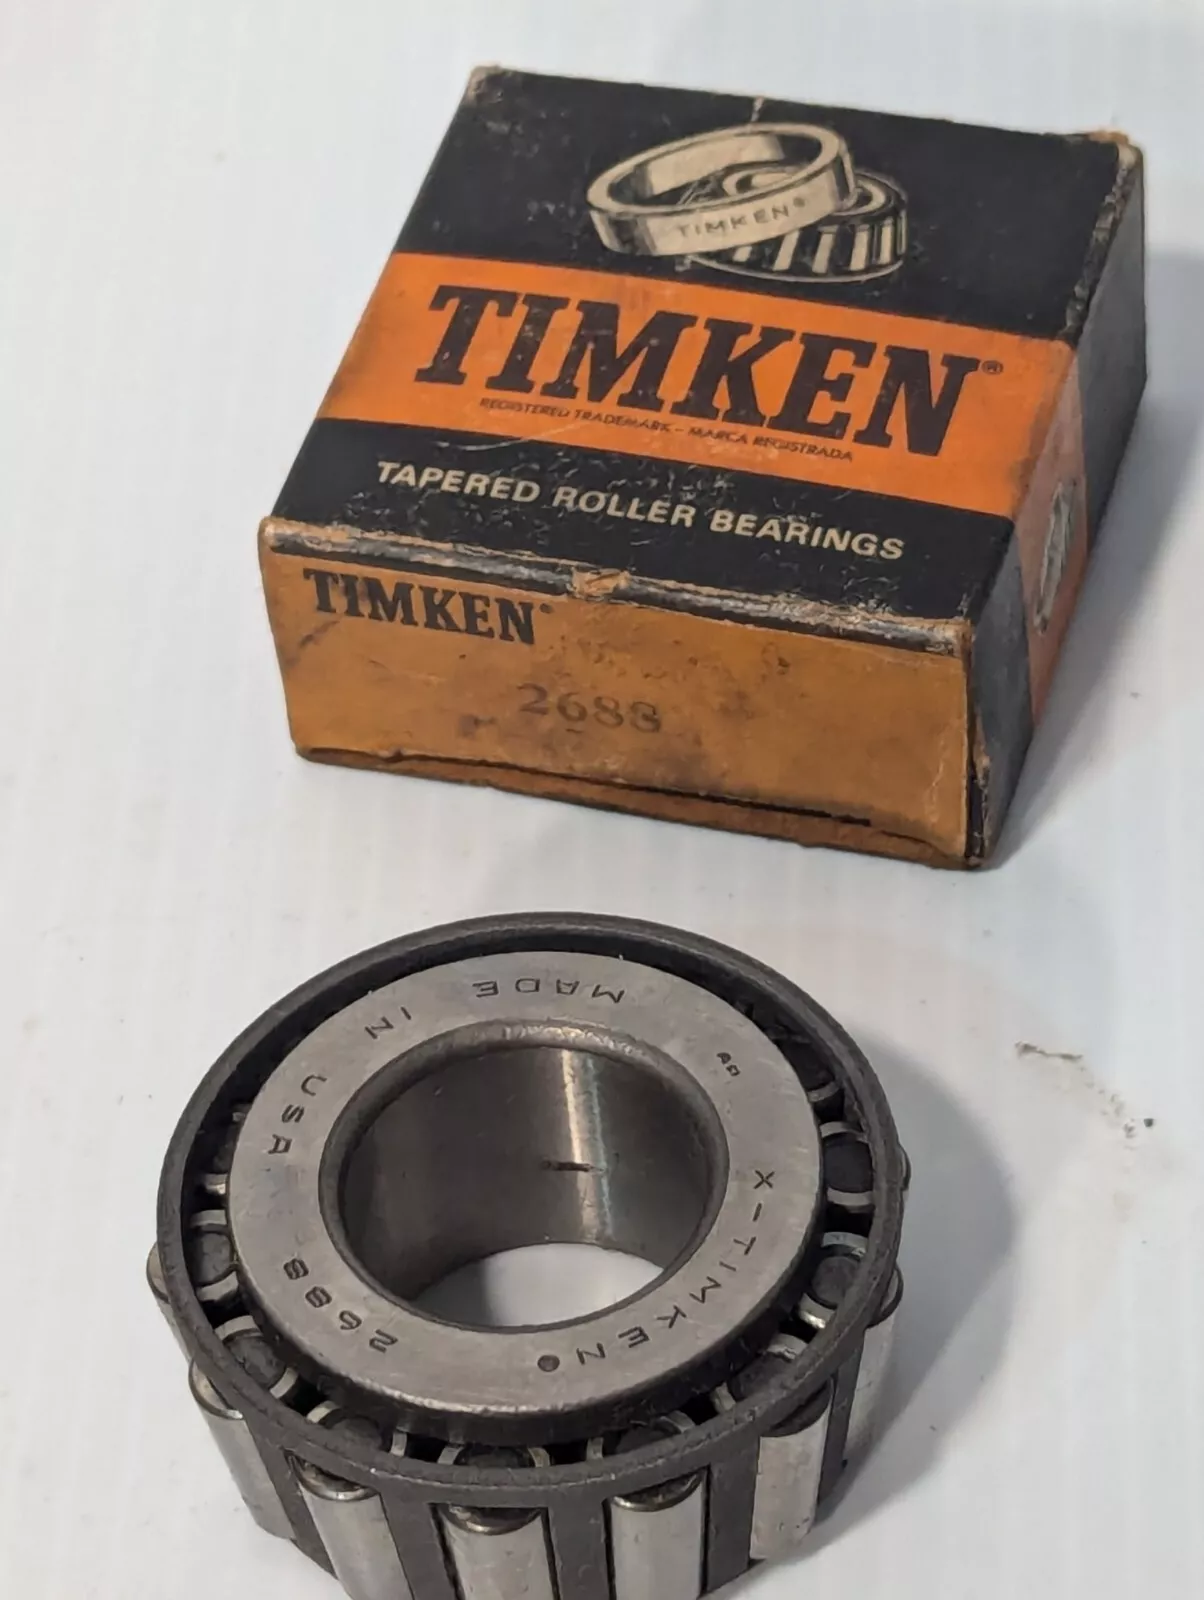 TIMKEN®
TIMKEN®
REGISTERED TRADEMARK – MARCA REGISTRADA
TAPERED ROLLER BEARINGS
TIMKEN®
2688
MADE IN USA 2688
X-TIMKEN®